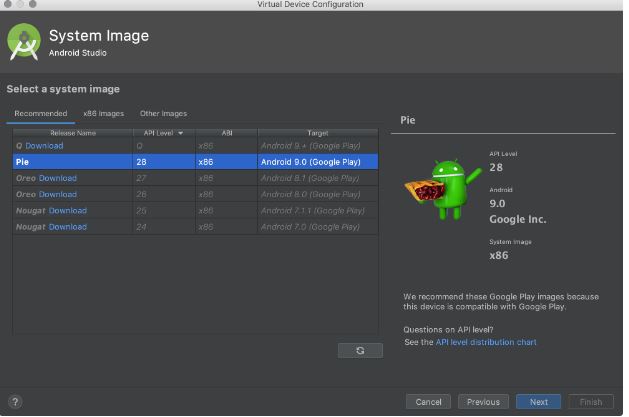 Virtual Device Configuration
System Image
Android Studio
Select a system image
Recommended x86 Images Other Images
Release Name API Level ABI Target
Q Download Q x86 Android 9.+ (Google Play)
Pie 28 x86 Android 9.0 (Google Play)
Oreo Download 27 x86 Android 8.1 (Google Play)
Oreo Download 26 x86 Android 8.0 (Google Play)
Nougat Download 25 x86 Android 7.1.1 (Google Play)
Nougat Download 24 x86 Android 7.0 (Google Play)
Pie
API Level
28
Android
9.0
Google Inc.
System Image
x86
We recommend these Google Play images because
this device is compatible with Google Play.
Questions on API level?
See the API level distribution chart
? Cancel Previous Next Finish